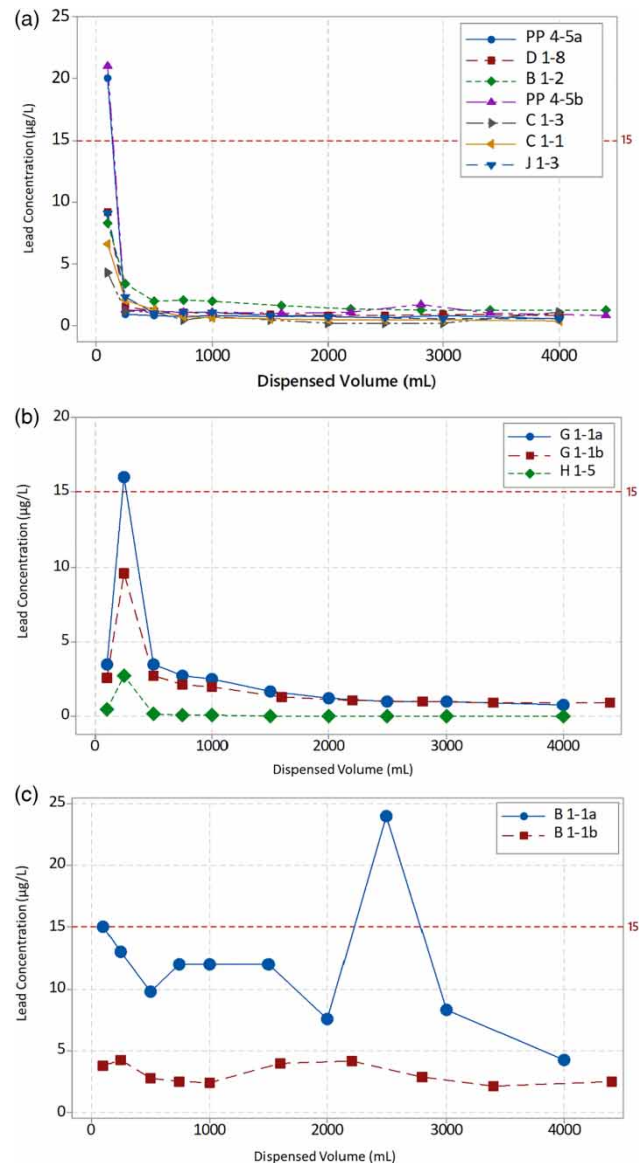 (a)
25
20
15
10
5
0
Lead Concentration (µg/L)
15
PP 4-5a
D 1-8
B 1-2
PP 4-5b
C 1-3
C 1-1
J 1-3
0 1000 2000 3000 4000
Dispensed Volume (mL)
(b)
20
15
10
5
0
Lead Concentration (µg/L)
15
G 1-1a
G 1-1b
H 1-5
0 1000 2000 3000 4000
Dispensed Volume (mL)
(c)
25
20
15
10
5
0
Lead Concentration (µg/L)
15
B 1-1a
B 1-1b
0 1000 2000 3000 4000
Dispensed Volume (mL)